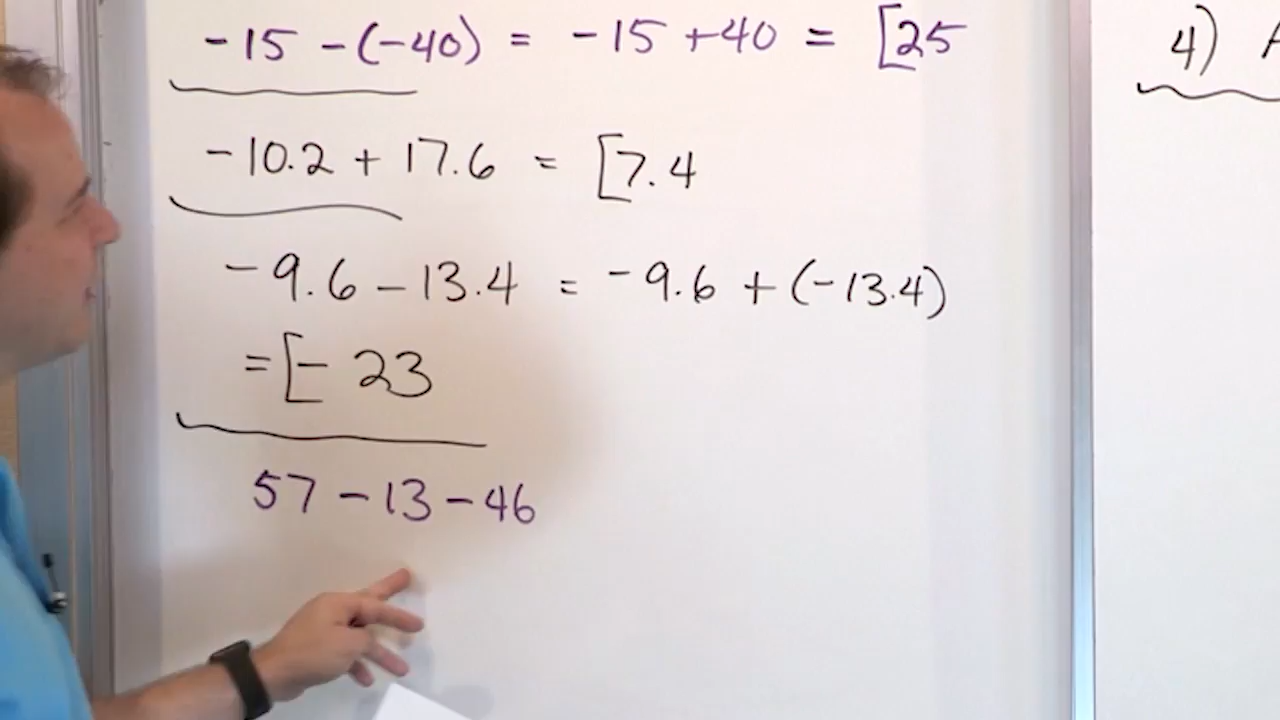 -15 -(-40) = -15 +40 = [25
4) A
-10.2 + 17.6 = [7.4
-9.6 - 13.4 = -9.6 + (-13.4)
= [- 23
57 - 13 - 46